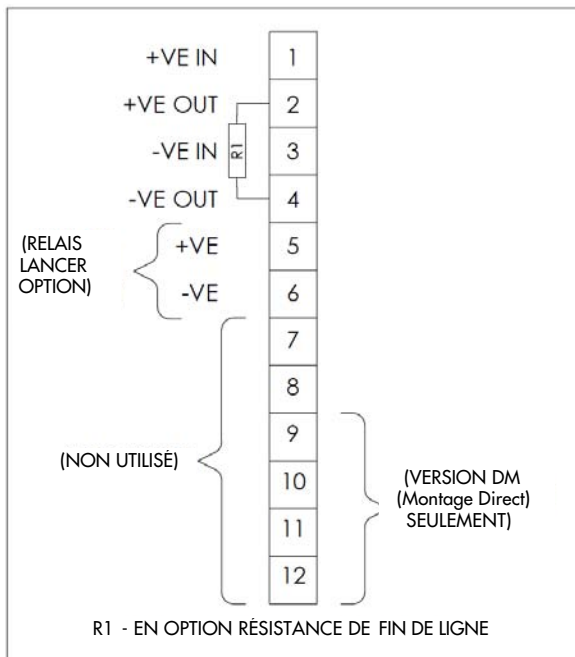 +VE IN
1
+VE OUT
2
-VE IN
R1
3
-VE OUT
4
(RELAIS
LANCER
OPTION)
+VE
5
-VE
6
7
8
9
(NON UTILISÉ)
10
(VERSION DM
(Montage Direct)
SEULEMENT)
11
12
R1 - EN OPTION RÉSISTANCE DE FIN DE LIGNE